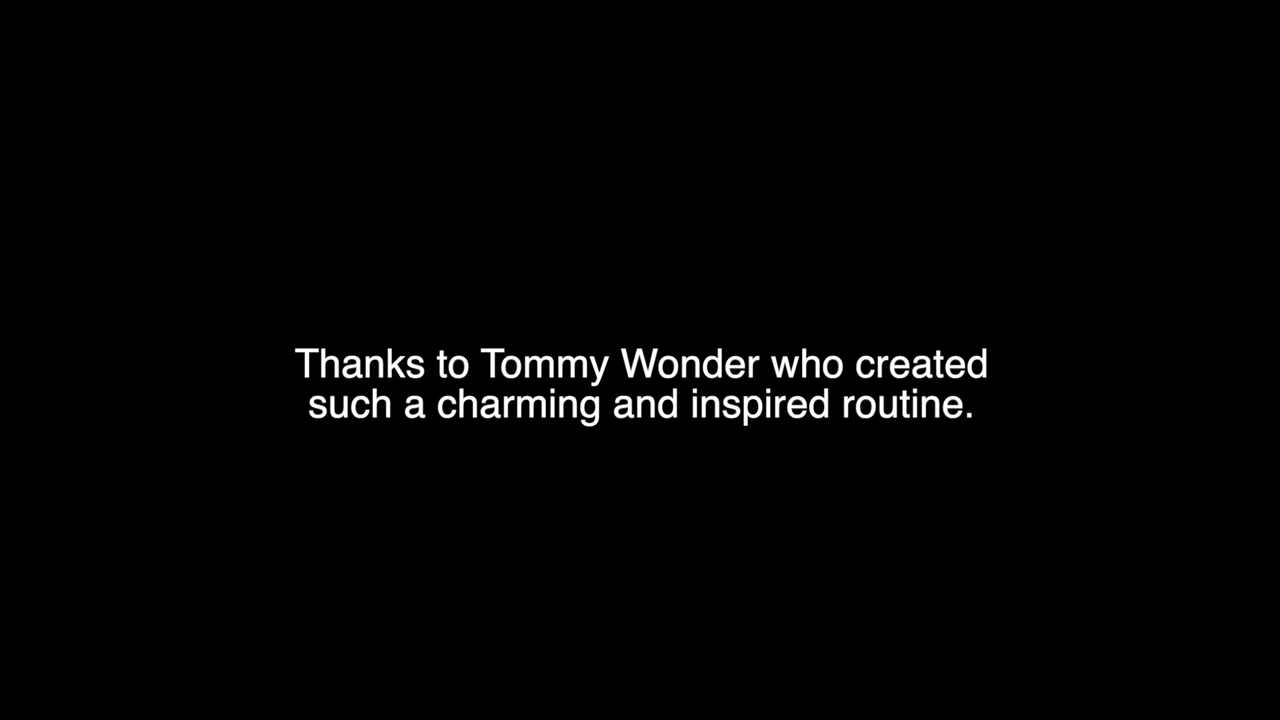 Thanks to Tommy Wonder who created
such a charming and inspired routine.